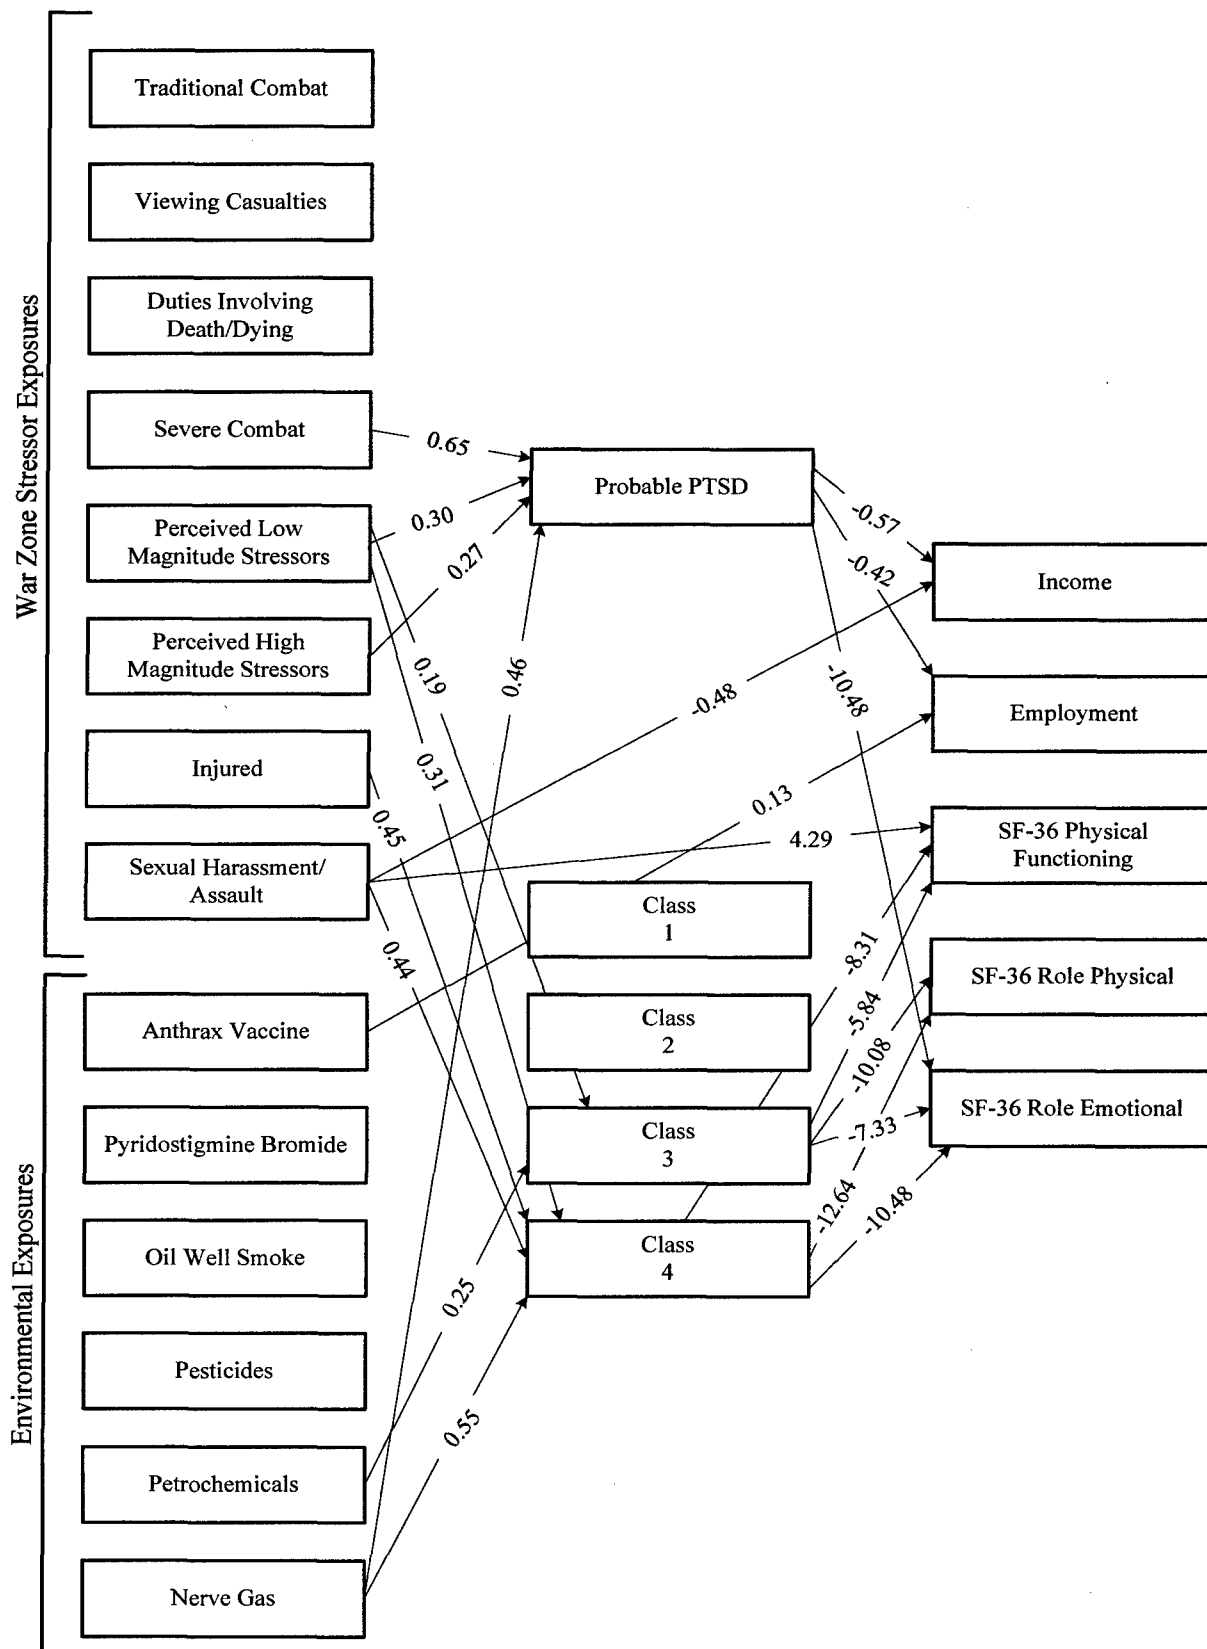 War Zone Stressor Exposures
Traditional Combat
Viewing Casualties
Duties Involving
Death/Dying
Severe Combat
Perceived Low
Magnitude Stressors
Perceived High
Magnitude Stressors
Injured
Sexual Harassment/
Assault
Environmental Exposures
Anthrax Vaccine
Pyridostigmine Bromide
Oil Well Smoke
Pesticides
Petrochemicals
Nerve Gas
0.65
0.30
0.27
0.19
0.46
0.31
0.45
0.44
0.25
0.55
Probable PTSD
Class
1
Class
2
Class
3
Class
4
-0.57
-0.42
-10.48
-0.48
0.13
4.29
-8.31
-5.84
-10.08
-7.33
-12.64
-10.48
Income
Employment
SF-36 Physical
Functioning
SF-36 Role Physical
SF-36 Role Emotional